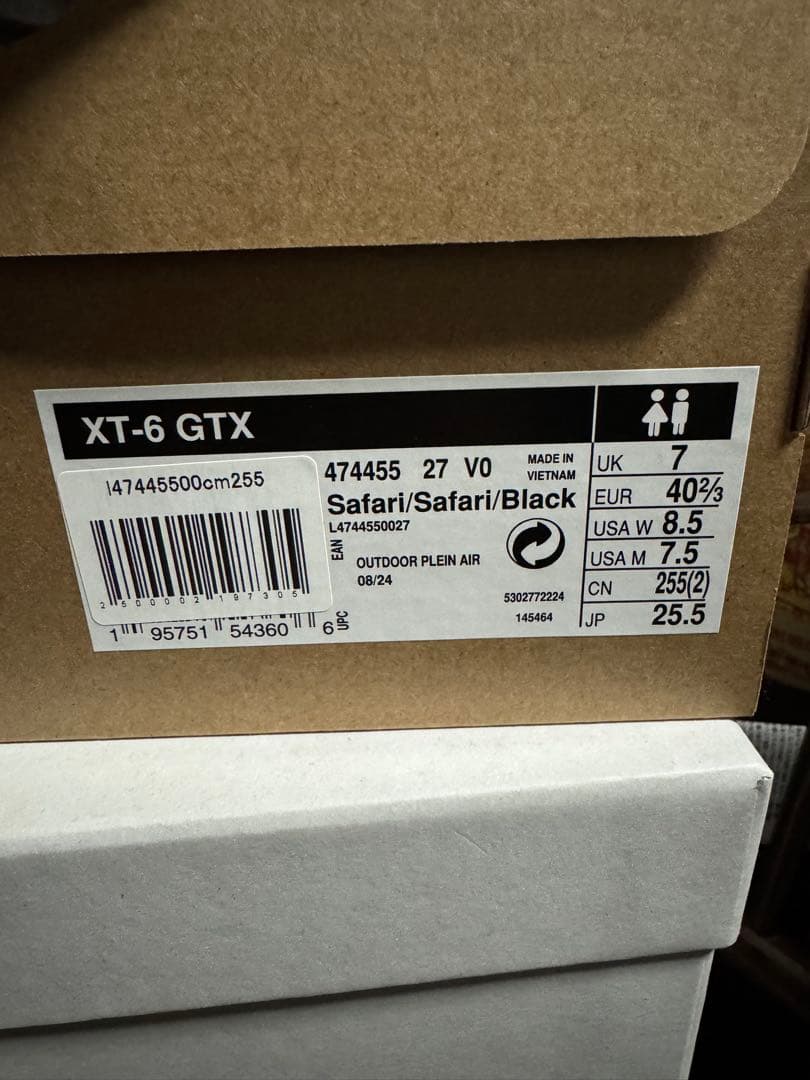 XT-6 GTX
l47445500cm255
2500002197305
1 95751 54360 6
UPC
EAN
474455 27 V0
MADE IN
VIETNAM
Safari/Safari/Black
L4744550027
OUTDOOR PLEIN AIR
08/24
5302772224
145464
UK 7
EUR 40⅔
USA W 8.5
USA M 7.5
CN 255(2)
JP 25.5